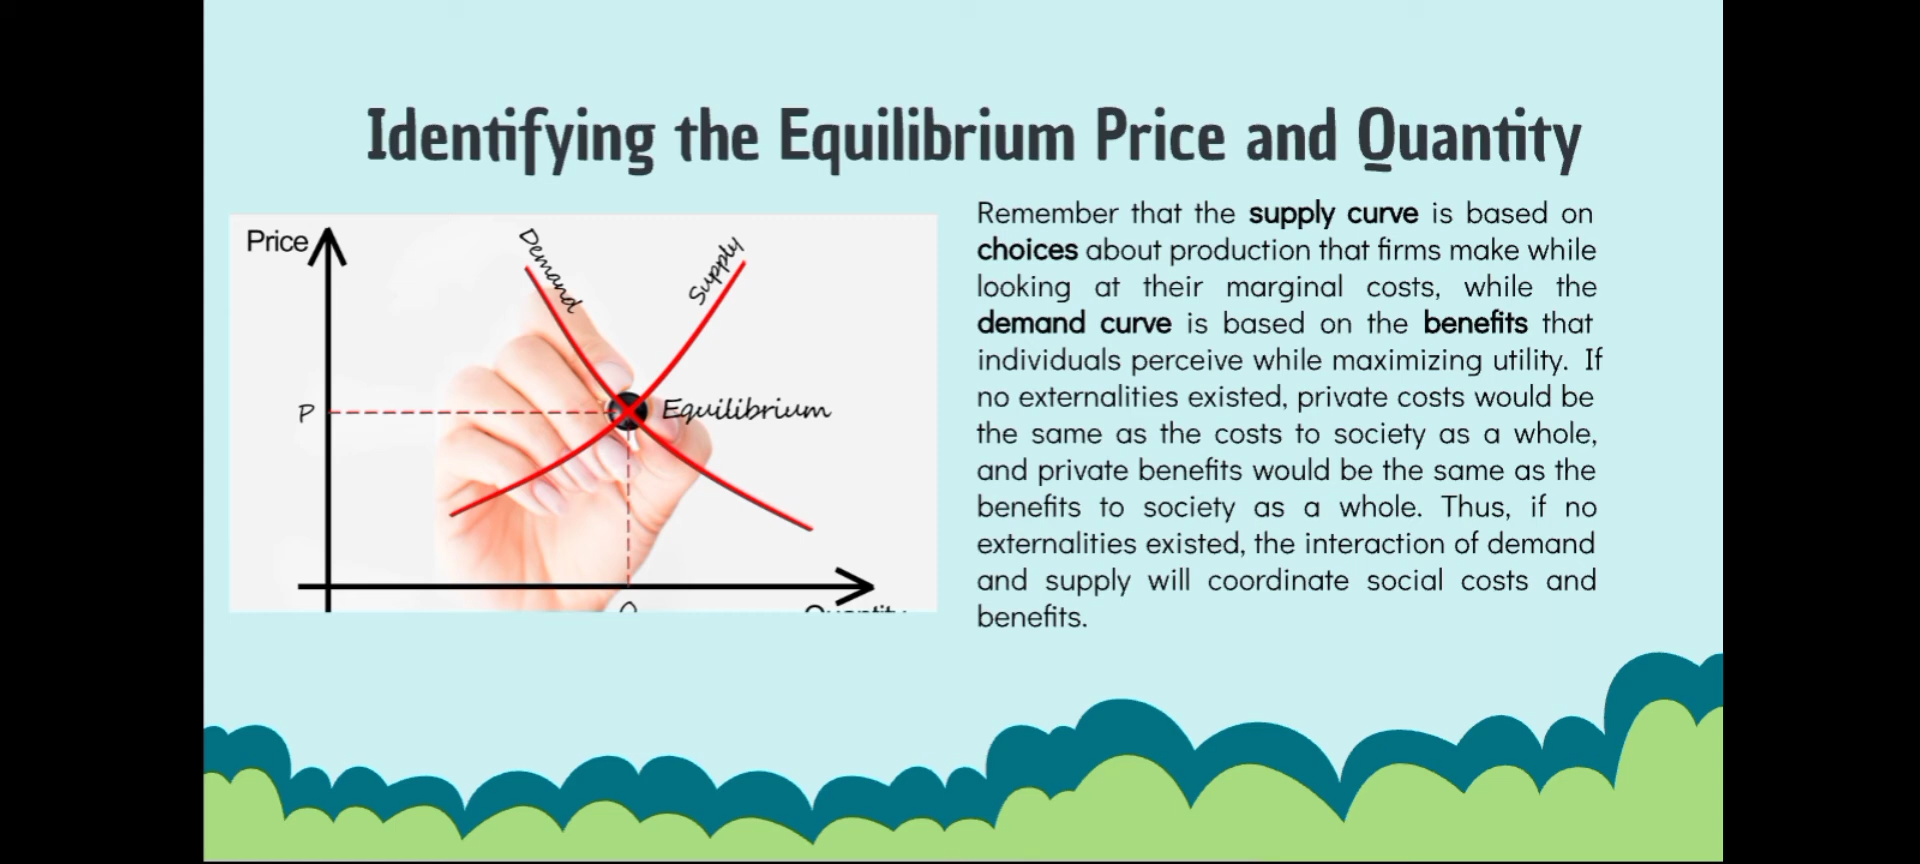 Identifying the Equilibrium Price and Quantity
Price
Demand
Supply
P
Equilibrium
Remember that the supply curve is based on
choices about production that firms make while
looking at their marginal costs, while the
demand curve is based on the benefits that
individuals perceive while maximizing utility. If
no externalities existed, private costs would be
the same as the costs to society as a whole,
and private benefits would be the same as the
benefits to society as a whole. Thus, if no
externalities existed, the interaction of demand
and supply will coordinate social costs and
benefits.